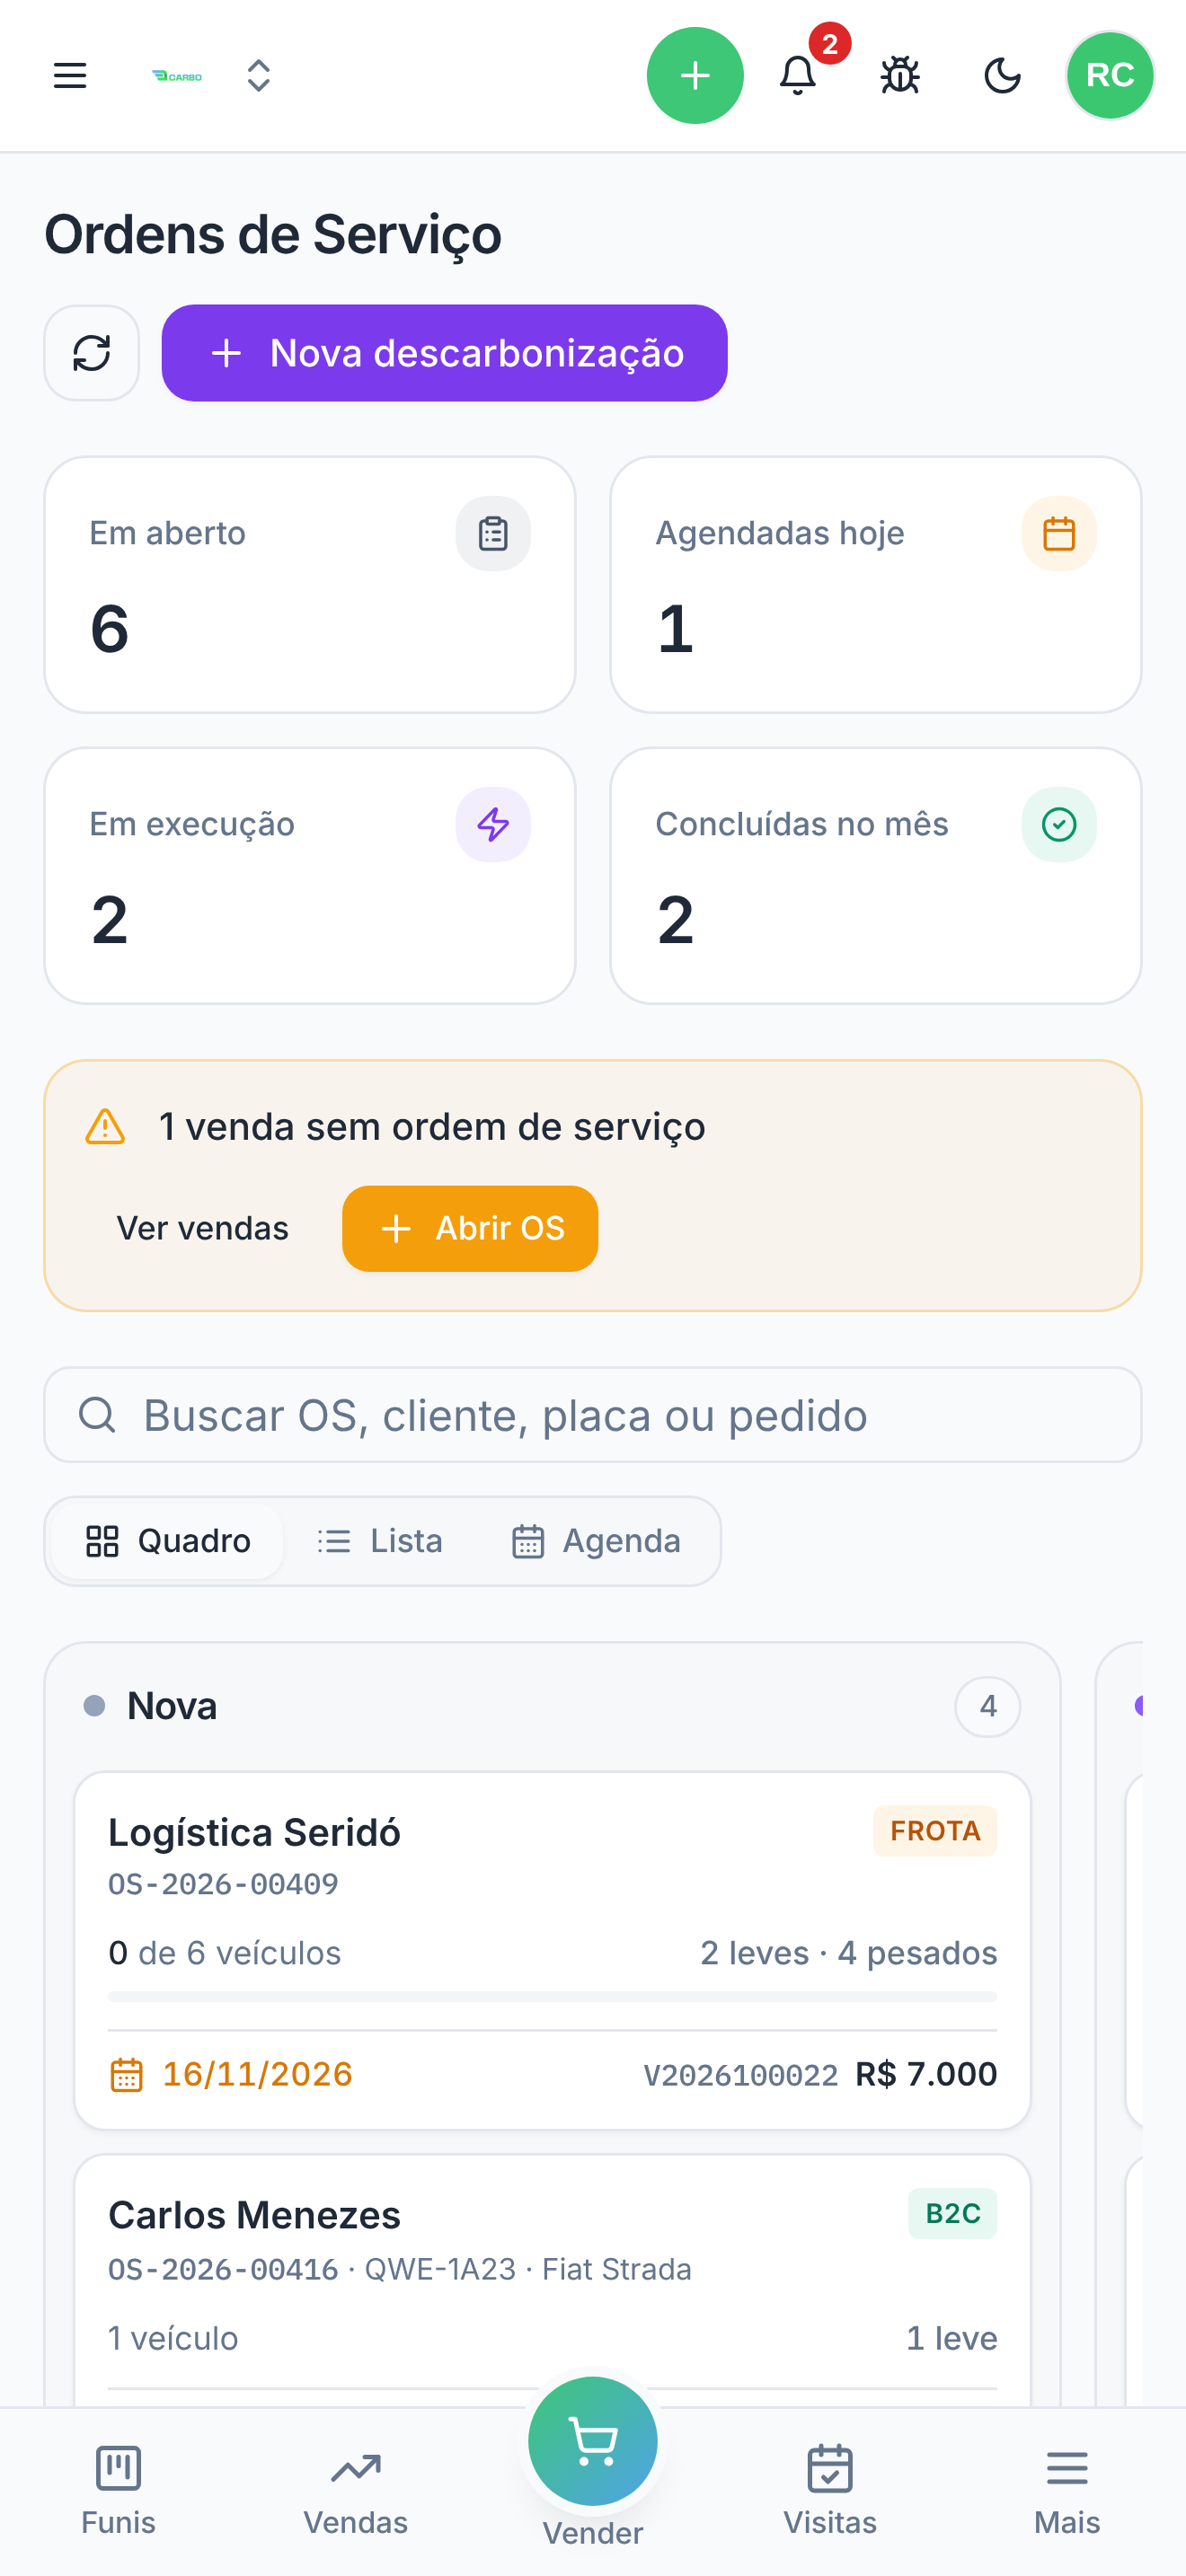 CARBO
2
RC
Ordens de Serviço
Nova descarbonização
Em aberto
6
Agendadas hoje
1
Em execução
2
Concluídas no mês
2
1 venda sem ordem de serviço
Ver vendas
Abrir OS
Buscar OS, cliente, placa ou pedido
Quadro Lista Agenda
Nova 4
Logística Seridó FROTA
OS-2026-00409
0 de 6 veículos 2 leves · 4 pesados
16/11/2026 V2026100022 R$ 7.000
Carlos Menezes B2C
OS-2026-00416 · QWE-1A23 · Fiat Strada
1 veículo 1 leve
Funis Vendas Vender Visitas Mais